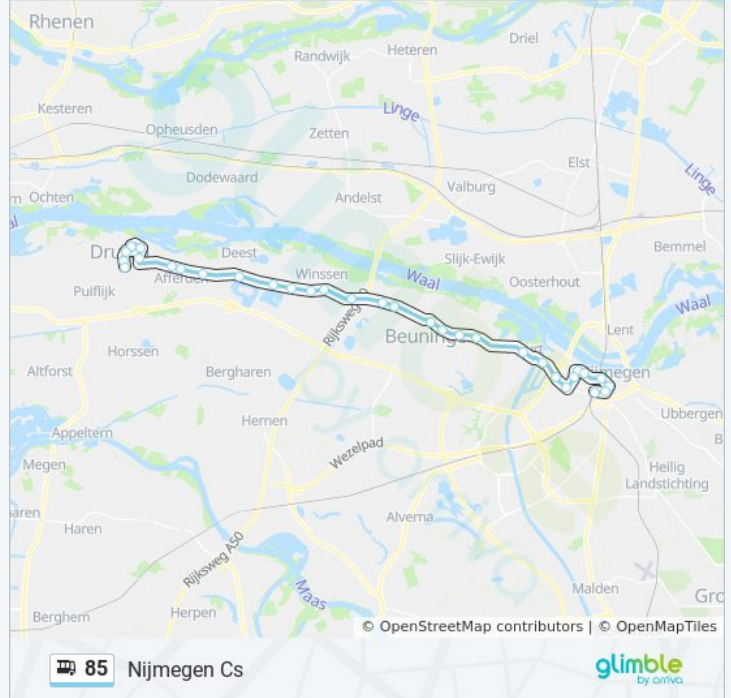 Rhenen
Driel
Heteren
Randwijk
Kesteren
Linge
Opheusden
Zetten
Elst
Dodewaard
Valburg
Linge
Ochten
Andelst
Bemmel
Deest
Slijk-Ewijk
Winssen
Waal
Oosterhout
Puiflijk
Waal
Lent
Beuning
Horssen
Rijksweg
Altforst
Bergharen
Ubbergen
Hernen
Appeltern
Wezelpad
Megen
Heilig
Landstichting
Alverna
Haren
Rijksweg A50
Malden
Maas
Berghem
Herpen
© OpenStreetMap contributors | © OpenMapTiles
85 Nijmegen Cs
glimble
by arriva